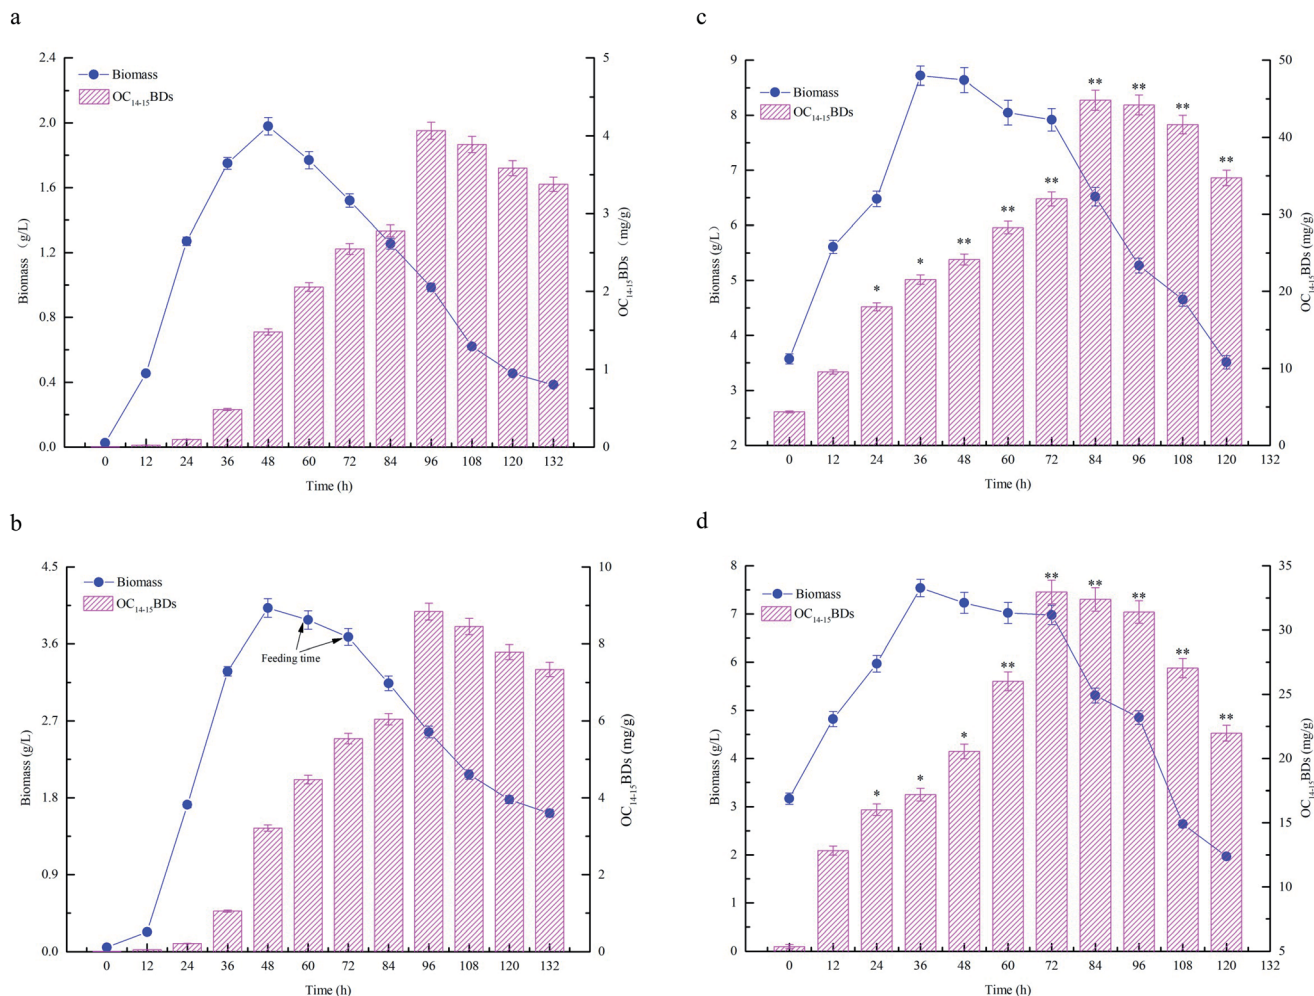 a
2.4
2.0
1.6
1.2
0.8
0.4
0.0
Biomass (g/L)
Biomass
OC14-15BDs
5
4
3
2
1
0
OC14-15BDs (mg/g)
0 12 24 36 48 60 72 84 96 108 120 132
Time (h)
c
9
8
7
6
5
4
3
2
Biomass (g/L)
Biomass
OC14-15BDs
* * ** ** ** ** ** ** **
50
40
30
20
10
0
OC14-15BDs (mg/g)
0 12 24 36 48 60 72 84 96 108 120 132
Time (h)
b
4.5
3.6
2.7
1.8
0.9
0.0
Biomass (g/L)
Biomass
OC14-15BDs
Feeding time
10
8
6
4
2
0
OC14-15BDs (mg/g)
0 12 24 36 48 60 72 84 96 108 120 132
Time (h)
d
8
7
6
5
4
3
2
1
0
Biomass (g/L)
Biomass
OC14-15BDs
* * * ** ** ** ** ** **
35
30
25
20
15
10
5
OC14-15BDs (mg/g)
0 12 24 36 48 60 72 84 96 108 120
Time (h)